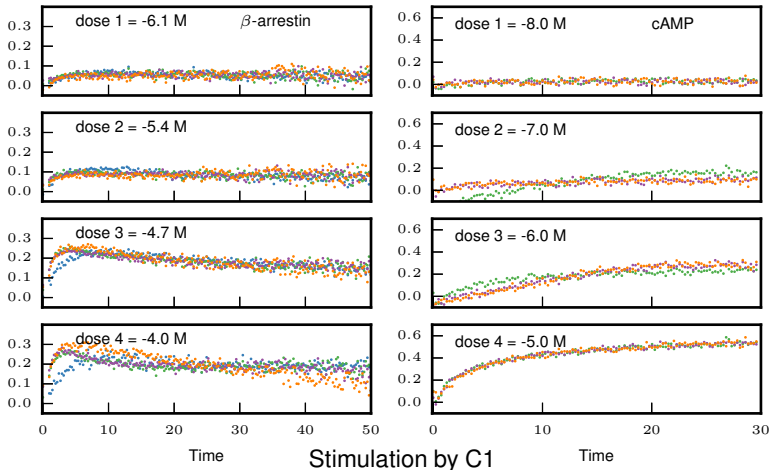 dose 1 = -6.1 M
β-arrestin
0.3
0.2
0.1
0.0
dose 2 = -5.4 M
0.3
0.2
0.1
0.0
dose 3 = -4.7 M
0.3
0.2
0.1
0.0
dose 4 = -4.0 M
0.3
0.2
0.1
0.0
0 10 20 30 40 50
Time
dose 1 = -8.0 M
cAMP
0.6
0.4
0.2
0.0
dose 2 = -7.0 M
0.6
0.4
0.2
0.0
dose 3 = -6.0 M
0.6
0.4
0.2
0.0
dose 4 = -5.0 M
0.6
0.4
0.2
0.0
0 10 20 30
Time
Stimulation by C1